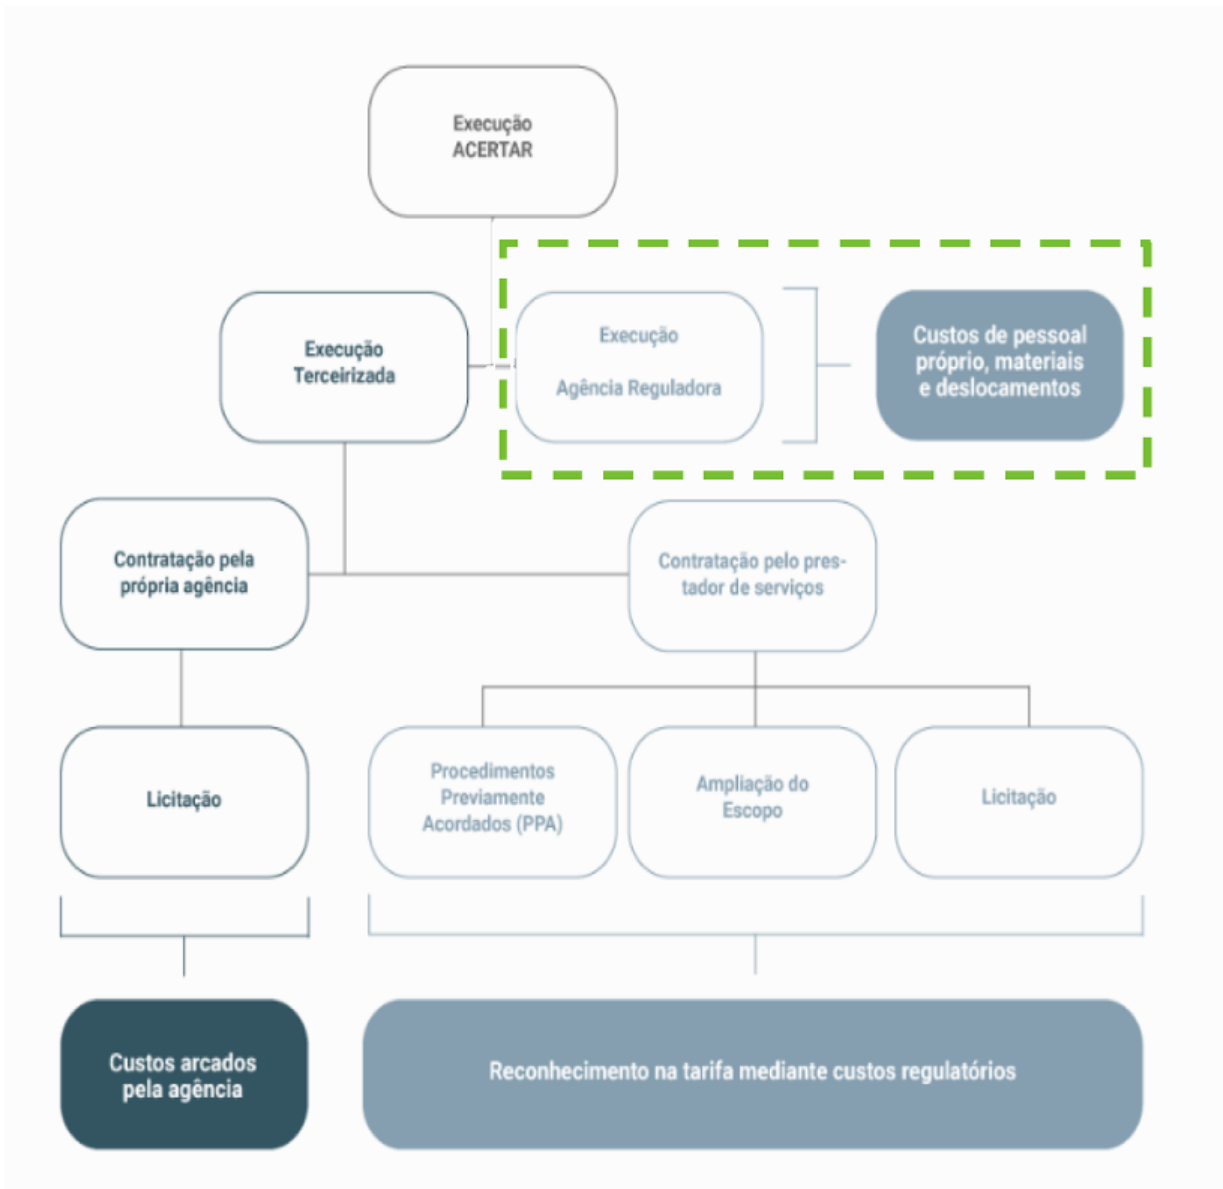 Execução
ACERTAR
Execução
Terceirizada
Execução
Agência Reguladora
Custos de pessoal
próprio, materiais
e deslocamentos
Contratação pela
própria agência
Contratação pelo pres-
tador de serviços
Licitação
Procedimentos
Previamente
Acordados (PPA)
Ampliação do
Escopo
Licitação
Custos arcados
pela agência
Reconhecimento na tarifa mediante custos regulatórios